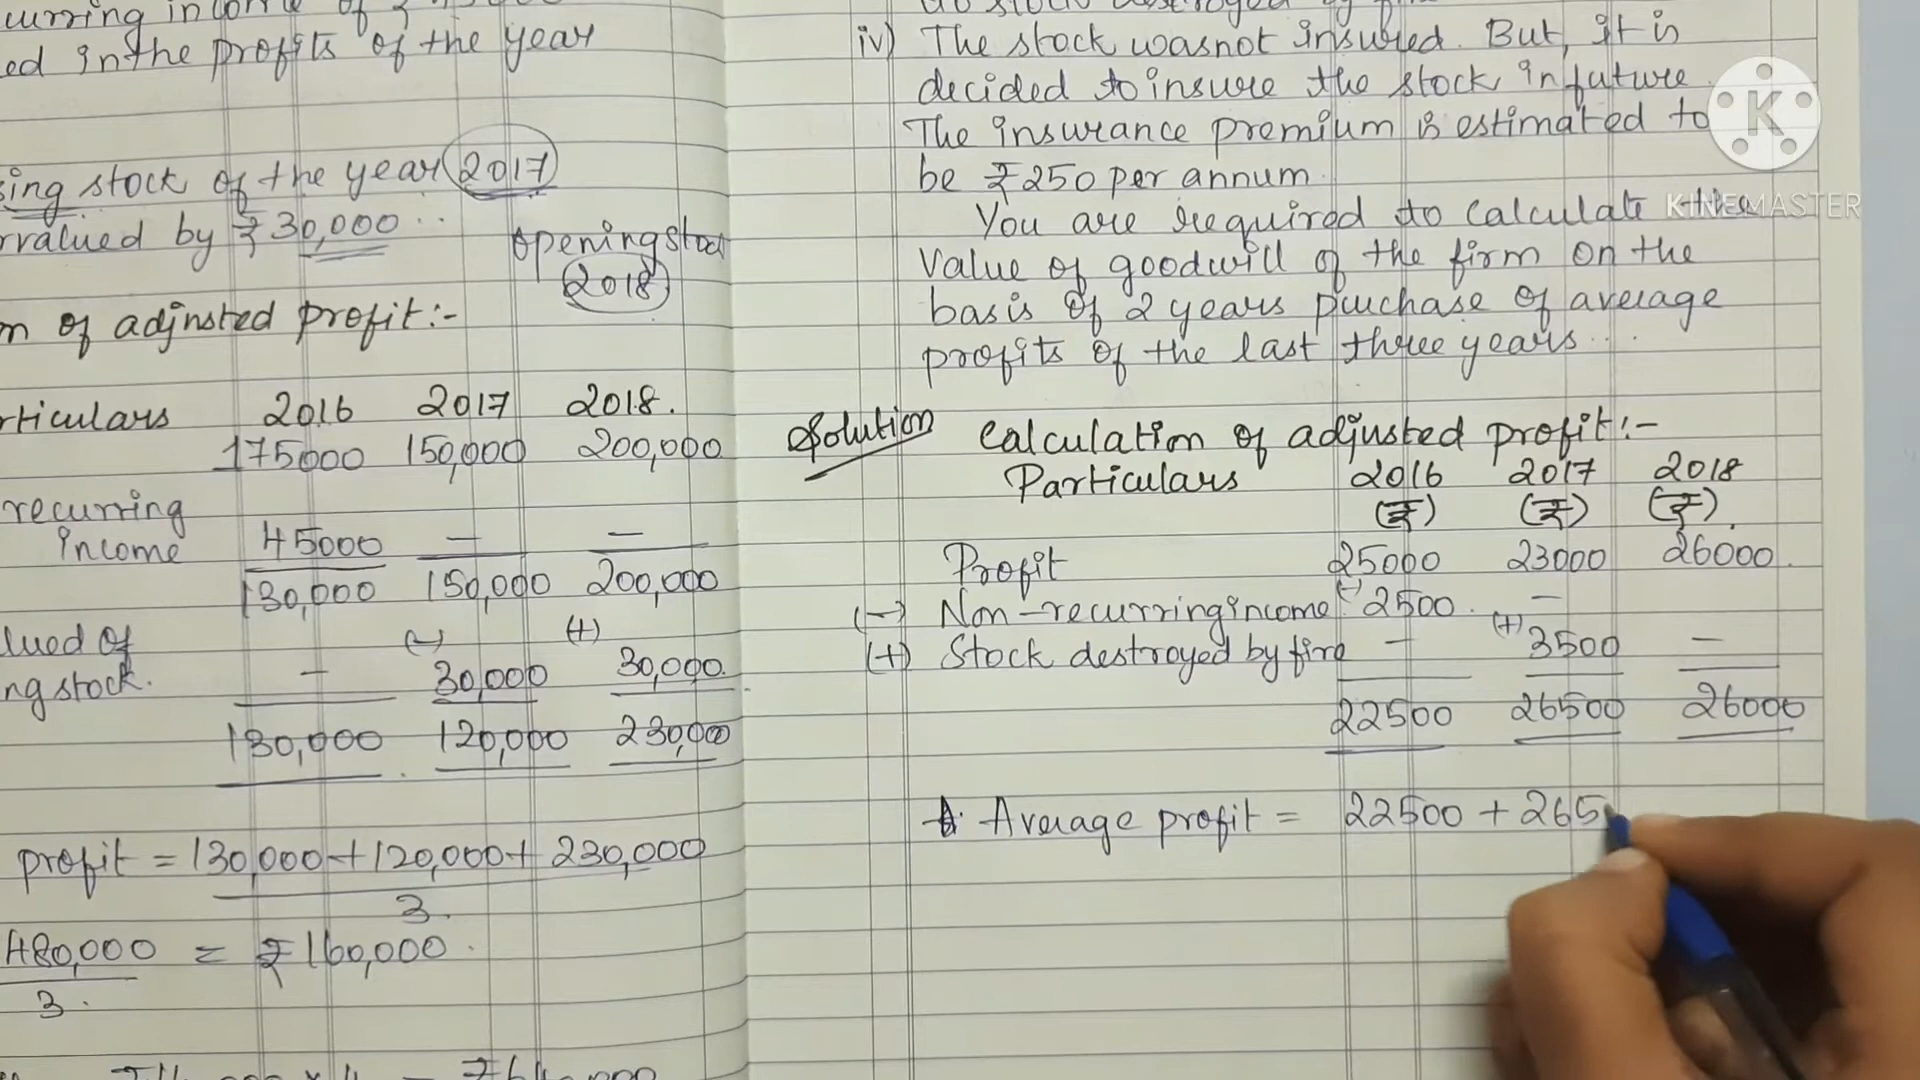 ed in the profits of the year
sing stock of the year 2017
valued by ₹30,000..
opening stoc
2018
of adjusted profit:-
rticulars 2016 2017 2018.
175000 150,000 200,000
recurring
income 45000 — —
130,000 150,000 200,000
lued of (-) (+)
ng stock. - 30,000 30,000.
130,000 120,000 230,000
profit = 130,000+120,000+230,000
3.
480,000 = ₹160,000.
3.
iv) The stock was not insured. But, it is
decided to insure the stock in future.
The insurance premium is estimated to
be ₹250 per annum.
You are required to calculate the
value of goodwill of the firm on the
basis of 2 years purchase of average
profits of the last three years...
Solution Calculation of adjusted profit:-
Particulars 2016 2017 2018
(₹) (₹) (₹).
Profit 25000 23000 26000.
(-) Non-recurring income (-) 2500. —
(+) Stock destroyed by fire — (+) 3500 —
22500 26500 26000
Average profit = 22500 + 265
K
KINEMASTER